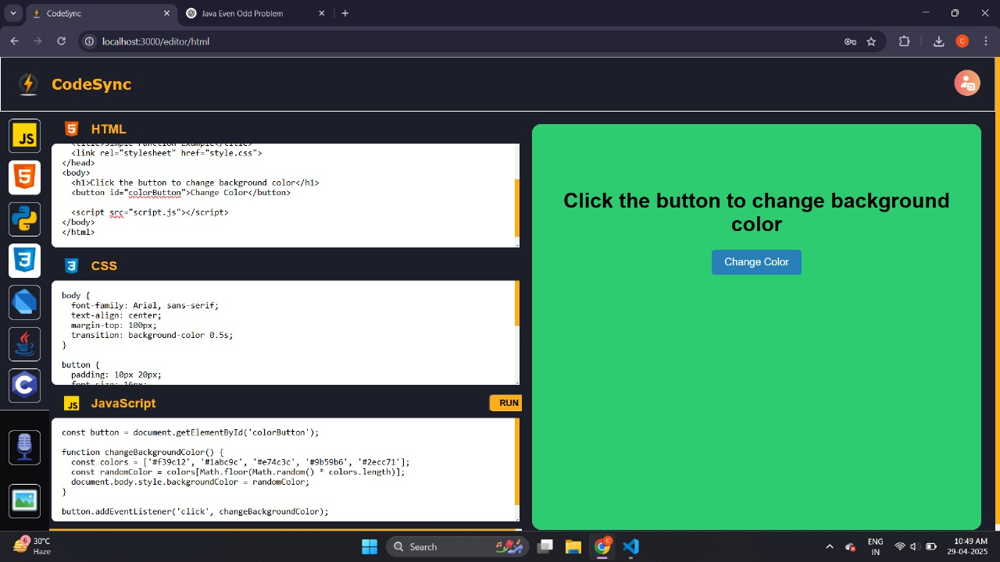 CodeSync
Java Even Odd Problem
localhost:3000/editor/html
C
CodeSync
JS
5
3
C
HTML
<title>Simple Function Example</title>
<link rel="stylesheet" href="style.css">
</head>
<body>
<h1>Click the button to change background color</h1>
<button id="colorButton">Change Color</button>
<script src="script.js"></script>
</body>
</html>
CSS
body {
font-family: Arial, sans-serif;
text-align: center;
margin-top: 100px;
transition: background-color 0.5s;
}
button {
padding: 10px 20px;
font-size: 16px;
JS
JavaScript
RUN
const button = document.getElementById('colorButton');
function changeBackgroundColor() {
const colors = ['#f39c12', '#1abc9c', '#e74c3c', '#9b59b6', '#2ecc71'];
const randomColor = colors[Math.floor(Math.random() * colors.length)];
document.body.style.backgroundColor = randomColor;
}
button.addEventListener('click', changeBackgroundColor);
Click the button to change background
color
Change Color
6
30°C
Haze
Search
C
ENG
IN
10:49 AM
29-04-2025